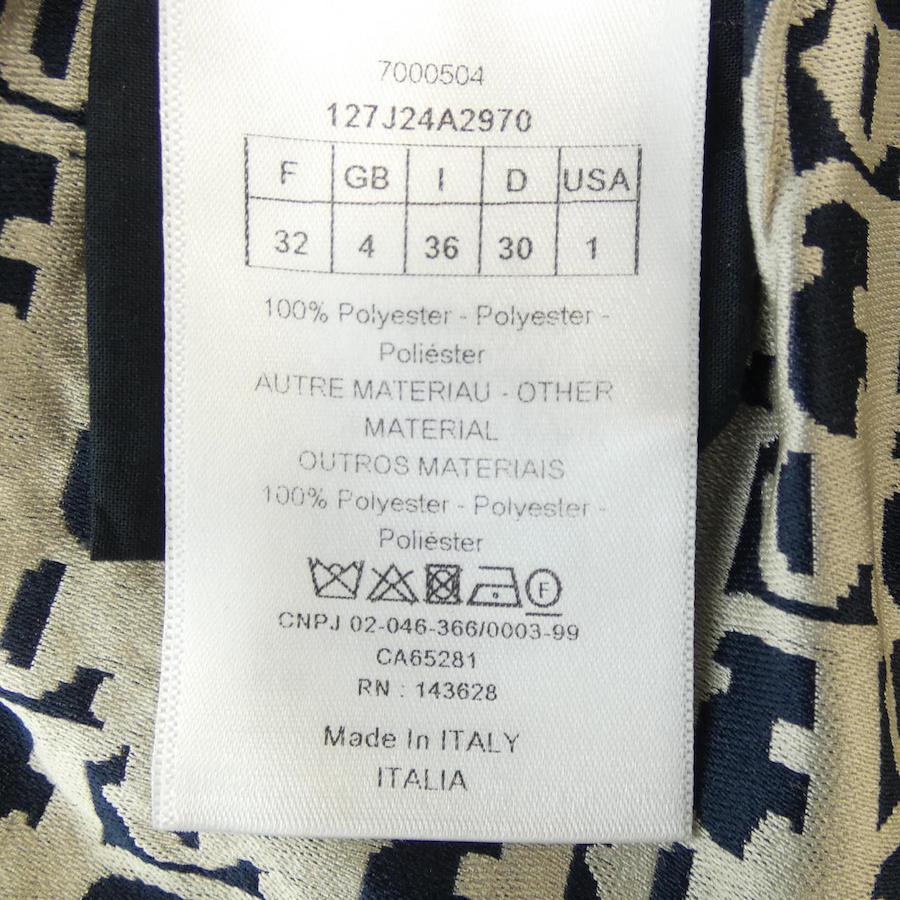 7000504
127J24A2970
F GB I D USA
32 4 36 30 1
100% Polyester - Polyester -
Poliéster
AUTRE MATERIAU - OTHER
MATERIAL
OUTROS MATERIAIS
100% Polyester - Polyester -
Poliéster
F
CNPJ 02-046-366/0003-99
CA65281
RN : 143628
Made In ITALY
ITALIA